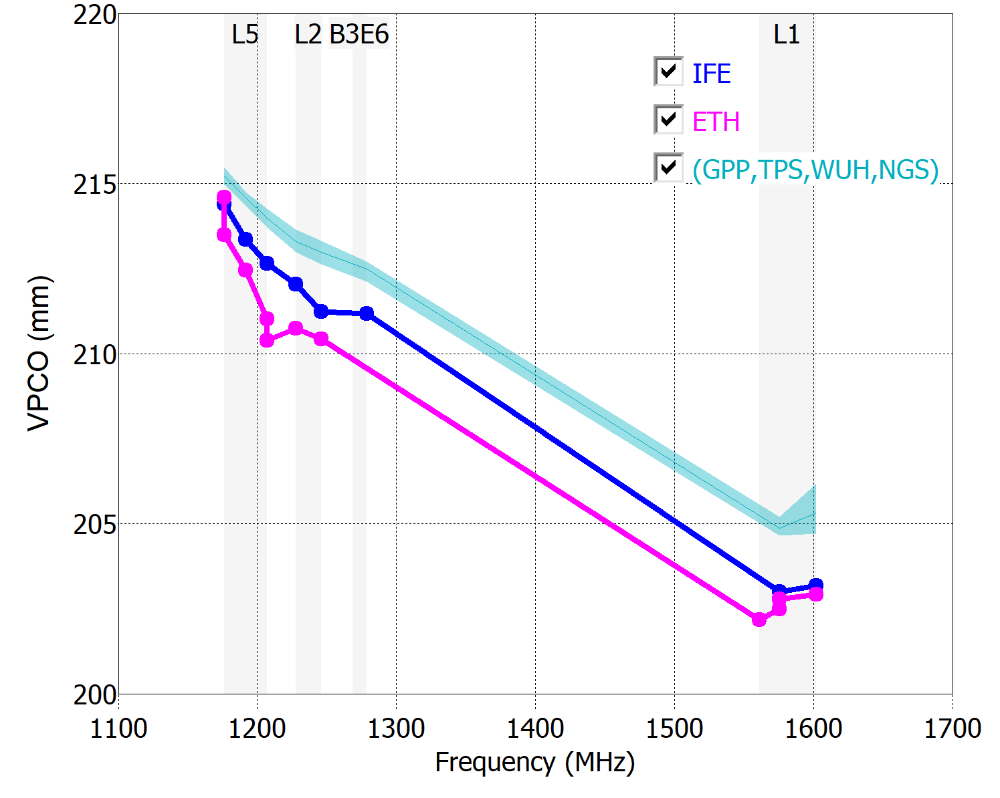 220
L5 L2 B3E6 L1
IFE
ETH
(GPP,TPS,WUH,NGS)
215
210
205
200
VPCO (mm)
1100 1200 1300 1400 1500 1600 1700
Frequency (MHz)